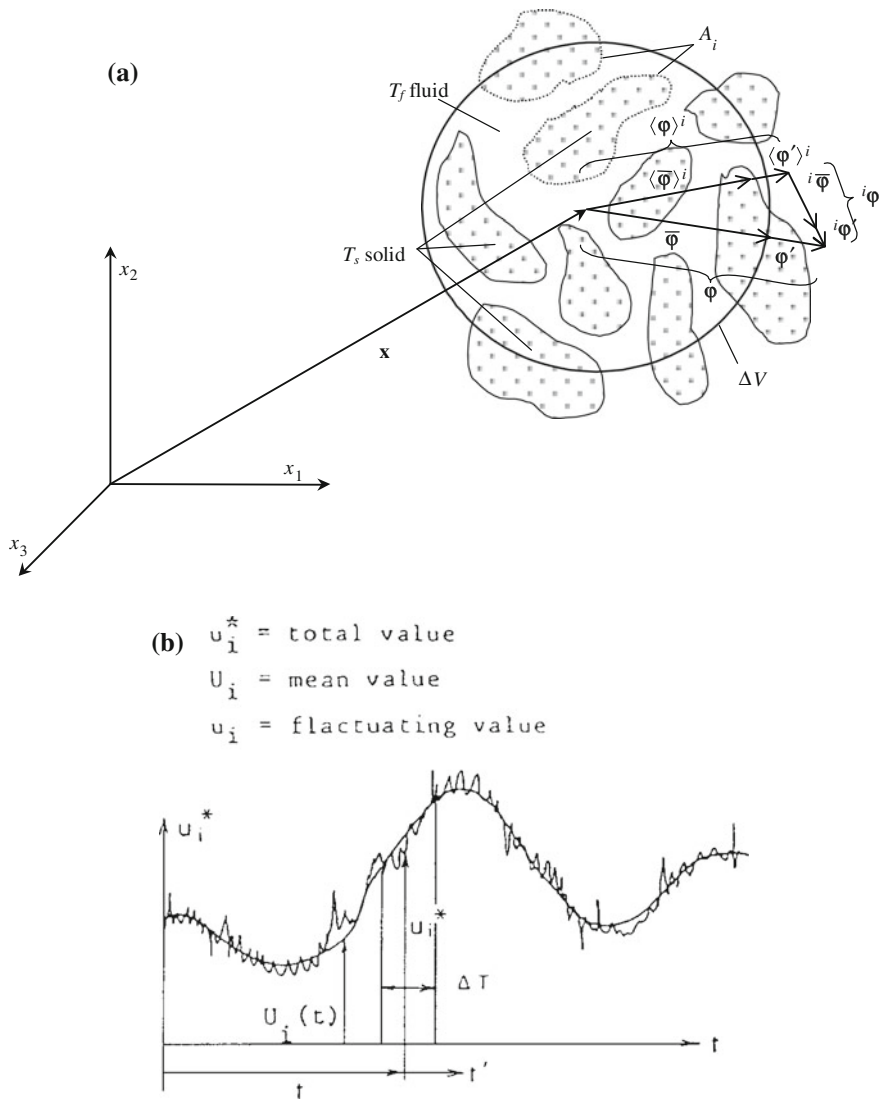 (a)
A_i
T_f fluid
⟨φ⟩^i
⟨φ'⟩^i
⟨φ̅⟩^i
^iφ̅
^iφ
^iφ'
φ̅
φ'
φ
T_s solid
x_2
x
ΔV
x_1
x_3
(b)
u_i^* = total value
U_i = mean value
u_i = flactuating value
u_i^*
u_i^*
ΔT
U_i(t)
t
t
t'